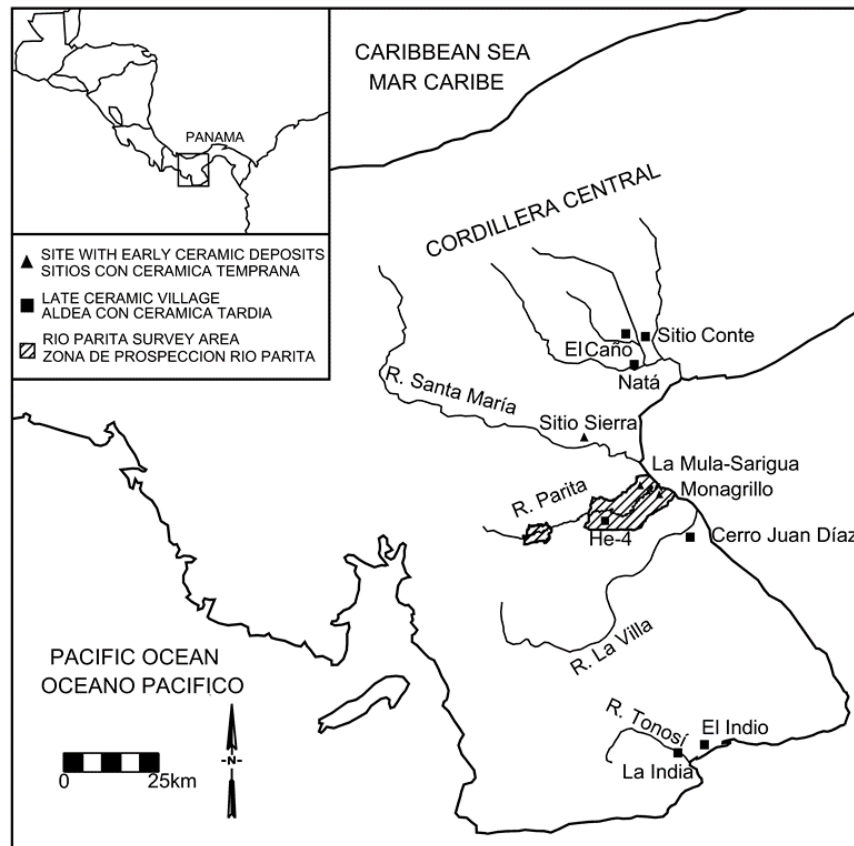 CARIBBEAN SEA
MAR CARIBE
PANAMA
CORDILLERA CENTRAL
▲ SITE WITH EARLY CERAMIC DEPOSITS
SITIOS CON CERAMICA TEMPRANA
■ LATE CERAMIC VILLAGE
ALDEA CON CERAMICA TARDIA
RIO PARITA SURVEY AREA
ZONA DE PROSPECCION RIO PARITA
Sitio Conte
El Caño
Natá
R. Santa María
Sitio Sierra
La Mula-Sarigua
Monagrillo
R. Parita
He-4
Cerro Juan Díaz
R. La Villa
PACIFIC OCEAN
OCEANO PACIFICO
R. Tonosí
El Indio
La India
N
0 25km